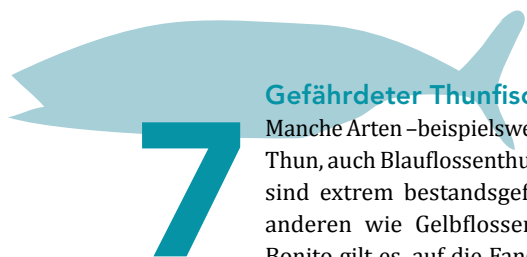 7
Gefährdeter Thunfisc
Manche Arten –beispielswe
Thun, auch Blauflossenthu
sind extrem bestandsgef
anderen wie Gelbflosse
Bonito gilt es, auf die Fan